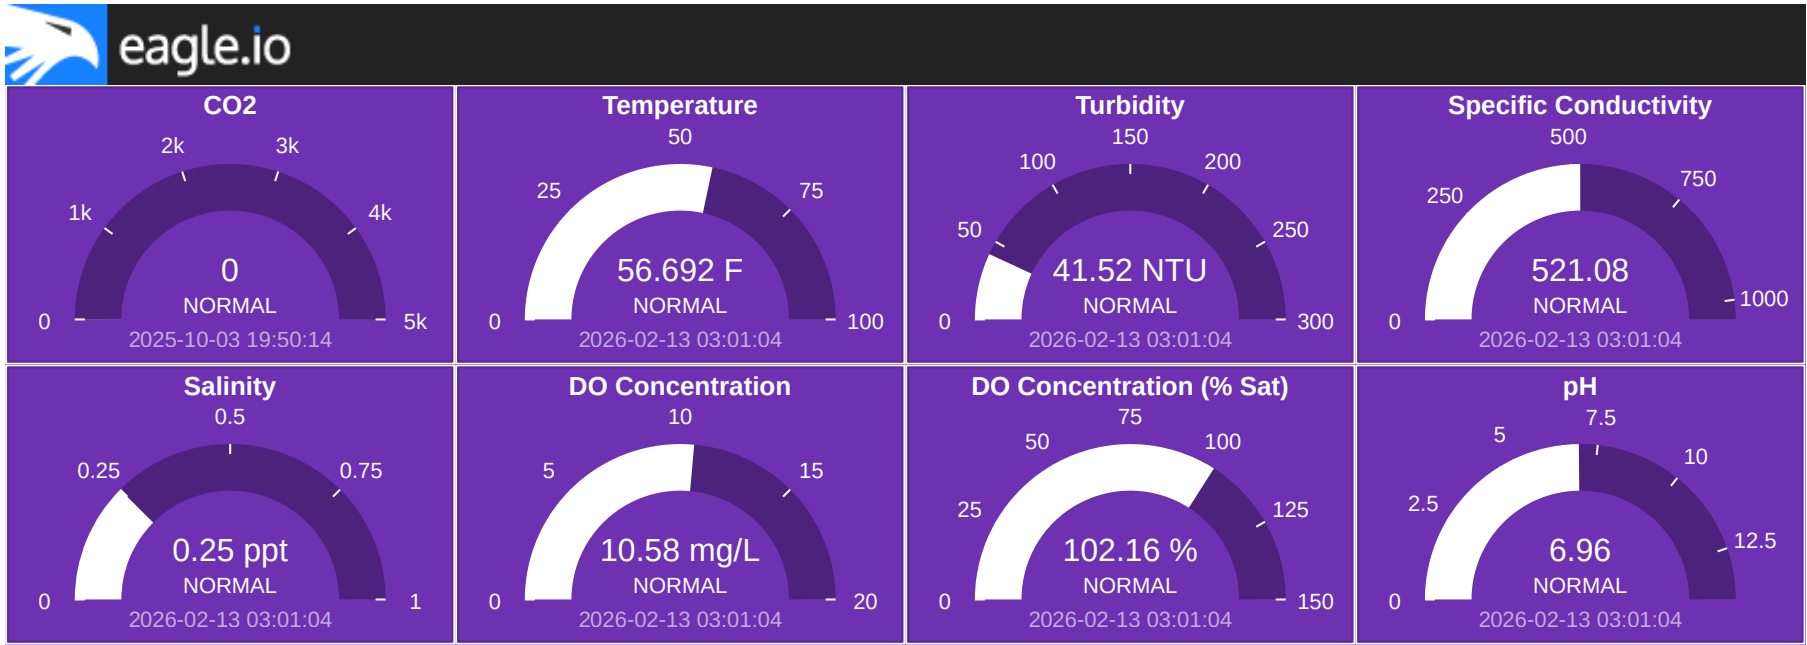 eagle.io
CO2
0
1k
2k
3k
4k
5k
0
NORMAL
2025-10-03 19:50:14
Temperature
0
25
50
75
100
56.692 F
NORMAL
2026-02-13 03:01:04
Turbidity
0
50
100
150
200
250
300
41.52 NTU
NORMAL
2026-02-13 03:01:04
Specific Conductivity
0
250
500
750
1000
521.08
NORMAL
2026-02-13 03:01:04
Salinity
0
0.25
0.5
0.75
1
0.25 ppt
NORMAL
2026-02-13 03:01:04
DO Concentration
0
5
10
15
20
10.58 mg/L
NORMAL
2026-02-13 03:01:04
DO Concentration (% Sat)
0
25
50
75
100
125
150
102.16 %
NORMAL
2026-02-13 03:01:04
pH
0
2.5
5
7.5
10
12.5
6.96
NORMAL
2026-02-13 03:01:04